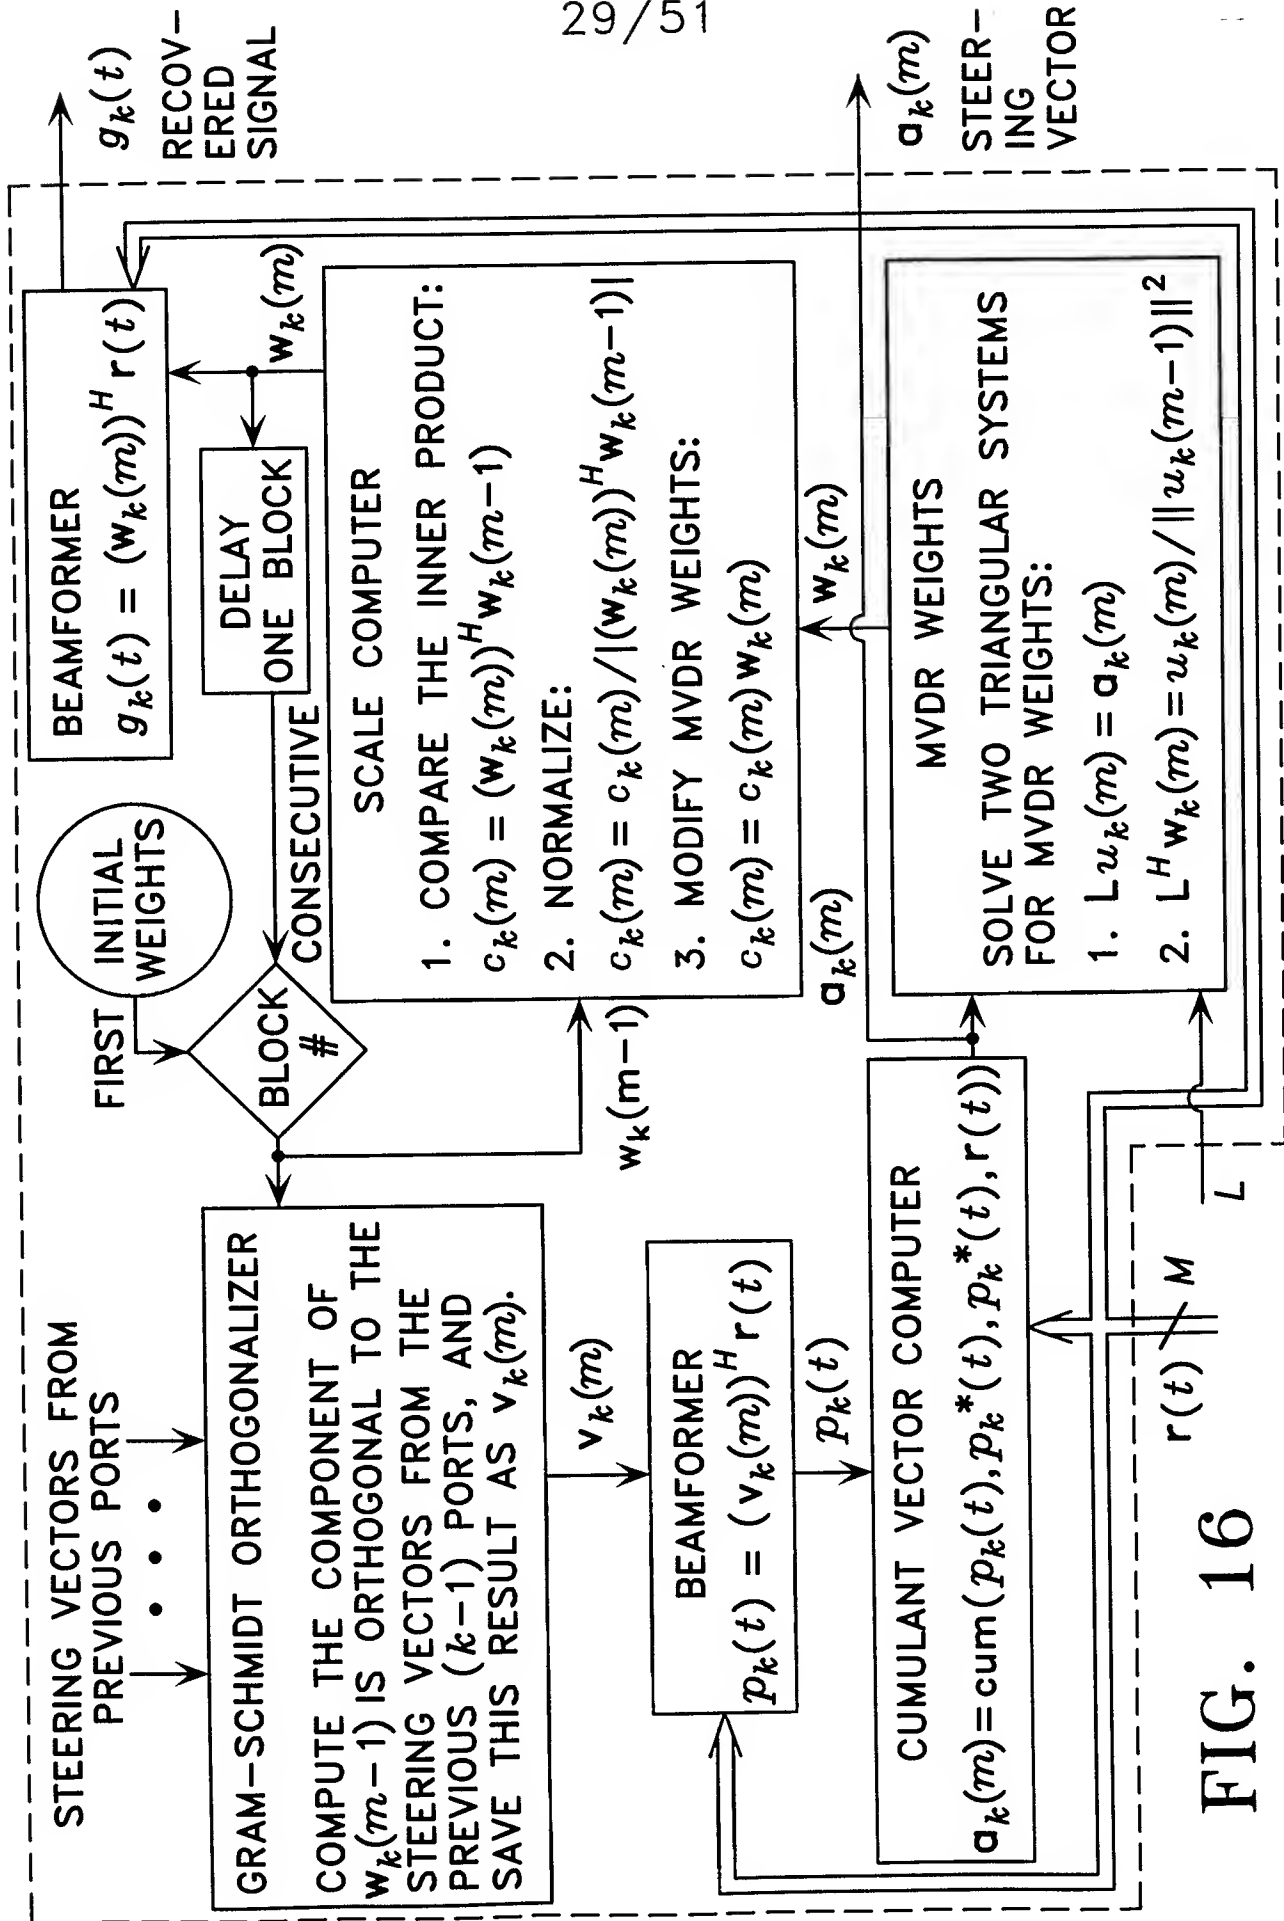 29/51
STEERING VECTORS FROM
PREVIOUS PORTS
GRAM-SCHMIDT ORTHOGONALIZER
COMPUTE THE COMPONENT OF
w_k(m-1) IS ORTHOGONAL TO THE
STEERING VECTORS FROM THE
PREVIOUS (k-1) PORTS, AND
SAVE THIS RESULT AS v_k(m).
v_k(m)
BEAMFORMER
p_k(t) = (v_k(m))^H r(t)
p_k(t)
CUMULANT VECTOR COMPUTER
a_k(m)=cum(p_k(t),p_k*(t),p_k*(t),r(t))
r(t)
M
L
FIRST
INITIAL
WEIGHTS
BLOCK
#
CONSECUTIVE
w_k(m-1)
DELAY
ONE BLOCK
BEAMFORMER
g_k(t) = (w_k(m))^H r(t)
w_k(m)
g_k(t)
RECOV-
ERED
SIGNAL
SCALE COMPUTER
1. COMPARE THE INNER PRODUCT:
c_k(m) = (w_k(m))^H w_k(m-1)
2. NORMALIZE:
c_k(m) = c_k(m)/|(w_k(m))^H w_k(m-1)|
3. MODIFY MVDR WEIGHTS:
c_k(m) = c_k(m) w_k(m)
a_k(m)
w_k(m)
MVDR WEIGHTS
SOLVE TWO TRIANGULAR SYSTEMS
FOR MVDR WEIGHTS:
1. L u_k(m) = a_k(m)
2. L^H w_k(m) = u_k(m)/||u_k(m-1)||^2
a_k(m)
STEER-
ING
VECTOR
FIG. 16